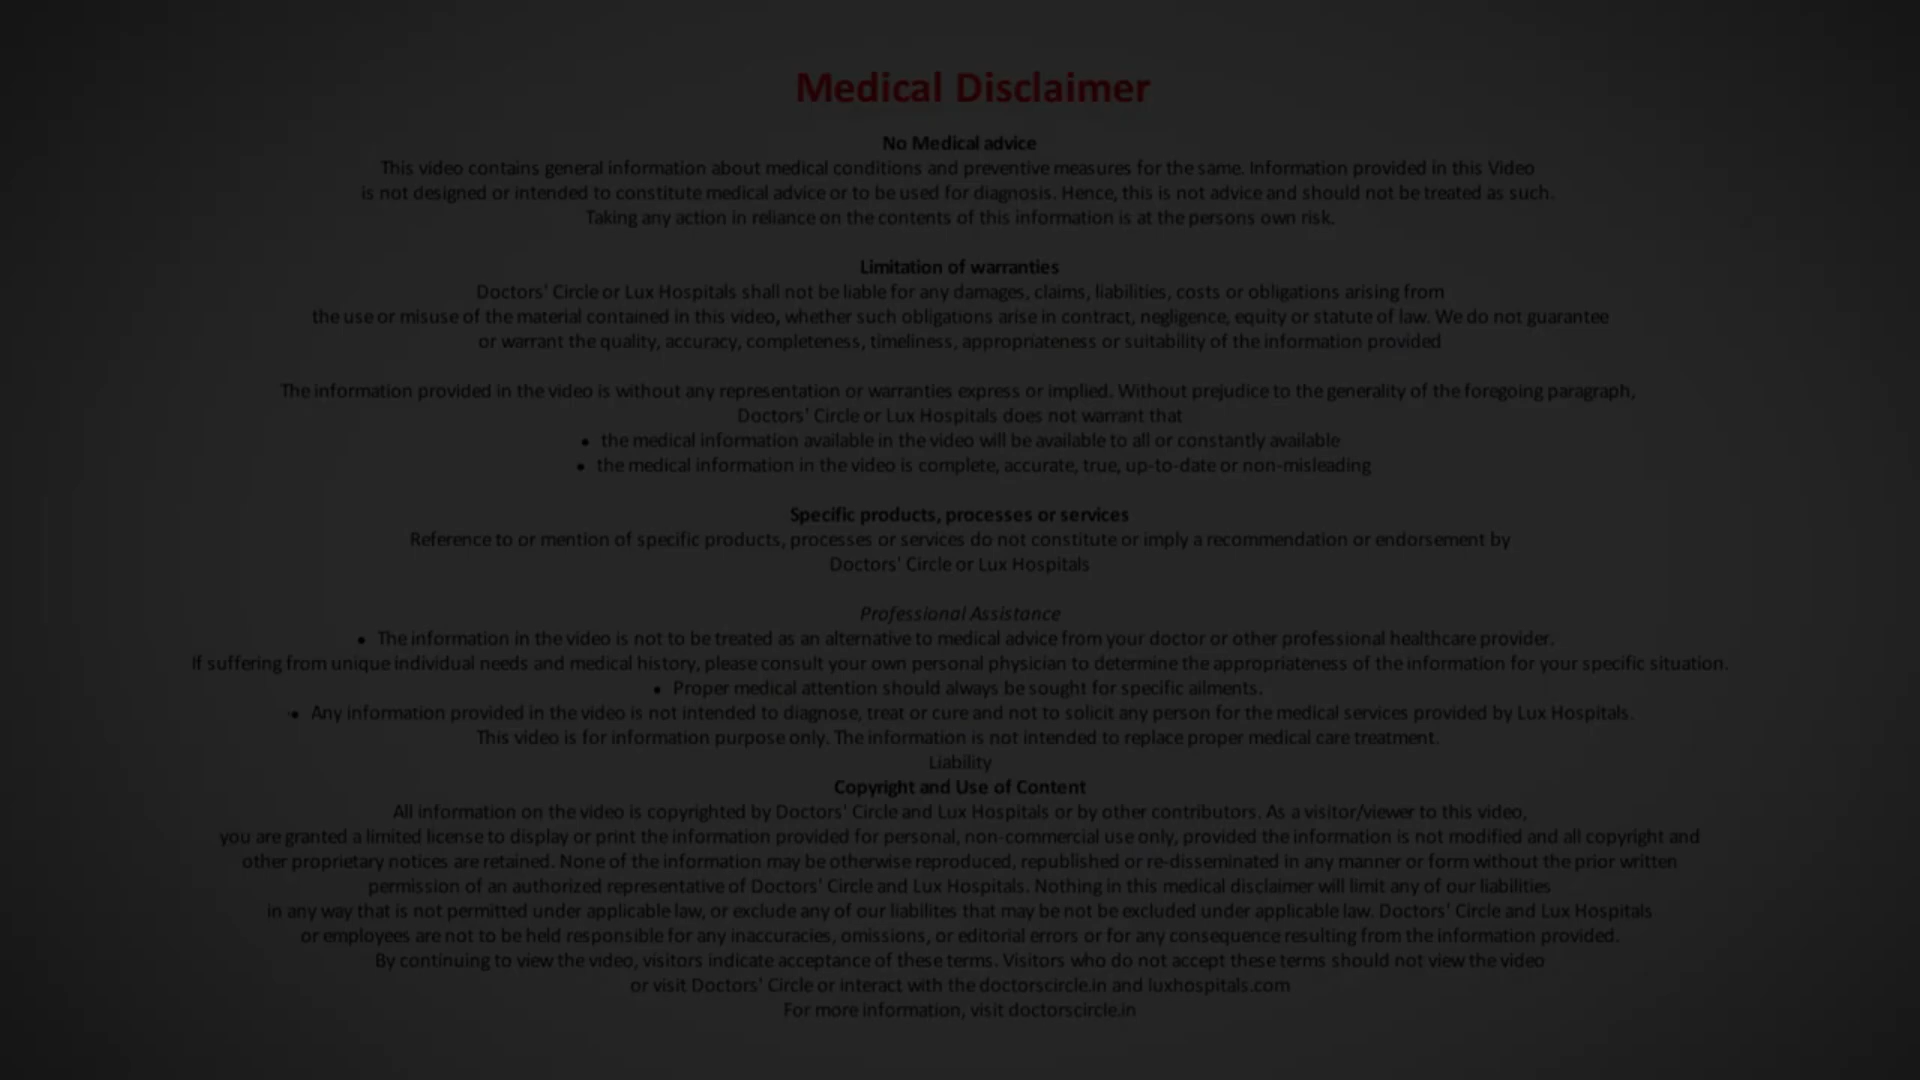 Medical Disclaimer
No Medical advice
This video contains general information about medical conditions and preventive measures for the same. Information provided in this Video
is not designed or intended to constitute medical advice or to be used for diagnosis. Hence, this is not advice and should not be treated as such.
Taking any action in reliance on the contents of this information is at the persons own risk.
Limitation of warranties
Doctors' Circle or Lux Hospitals shall not be liable for any damages, claims, liabilities, costs or obligations arising from
the use or misuse of the material contained in this video, whether such obligations arise in contract, negligence, equity or statute of law. We do not guarantee
or warrant the quality, accuracy, completeness, timeliness, appropriateness or suitability of the information provided
The information provided in the video is without any representation or warranties express or implied. Without prejudice to the generality of the foregoing paragraph,
Doctors' Circle or Lux Hospitals does not warrant that
• the medical information available in the video will be available to all or constantly available
• the medical information in the video is complete, accurate, true, up-to-date or non-misleading
Specific products, processes or services
Reference to or mention of specific products, processes or services do not constitute or imply a recommendation or endorsement by
Doctors' Circle or Lux Hospitals
Professional Assistance
• The information in the video is not to be treated as an alternative to medical advice from your doctor or other professional healthcare provider.
If suffering from unique individual needs and medical history, please consult your own personal physician to determine the appropriateness of the information for your specific situation.
• Proper medical attention should always be sought for specific ailments.
·• Any information provided in the video is not intended to diagnose, treat or cure and not to solicit any person for the medical services provided by Lux Hospitals.
This video is for information purpose only. The information is not intended to replace proper medical care treatment.
Liability
Copyright and Use of Content
All information on the video is copyrighted by Doctors' Circle and Lux Hospitals or by other contributors. As a visitor/viewer to this video,
you are granted a limited license to display or print the information provided for personal, non-commercial use only, provided the information is not modified and all copyright and
other proprietary notices are retained. None of the information may be otherwise reproduced, republished or re-disseminated in any manner or form without the prior written
permission of an authorized representative of Doctors' Circle and Lux Hospitals. Nothing in this medical disclaimer will limit any of our liabilities
in any way that is not permitted under applicable law, or exclude any of our liabilites that may be not be excluded under applicable law. Doctors' Circle and Lux Hospitals
or employees are not to be held responsible for any inaccuracies, omissions, or editorial errors or for any consequence resulting from the information provided.
By continuing to view the video, visitors indicate acceptance of these terms. Visitors who do not accept these terms should not view the video
or visit Doctors' Circle or interact with the doctorscircle.in and luxhospitals.com
For more information, visit doctorscircle.in